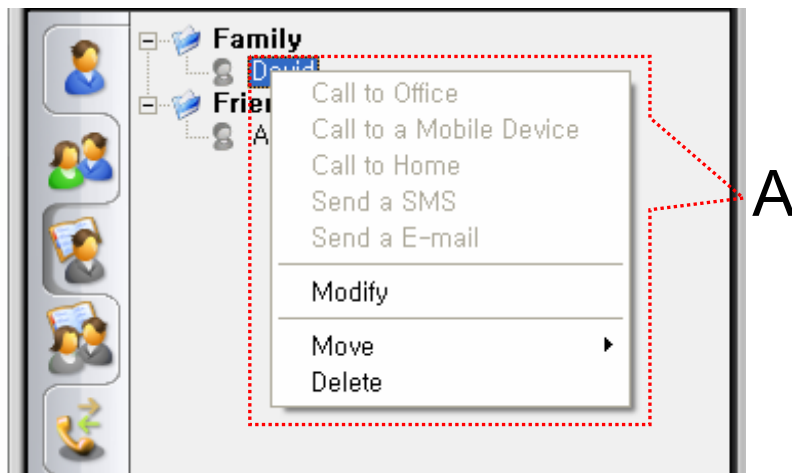 Family
David
Call to Office
Frie
Call to a Mobile Device
A
Call to Home
Send a SMS
Send a E-mail
A
Modify
Move
Delete